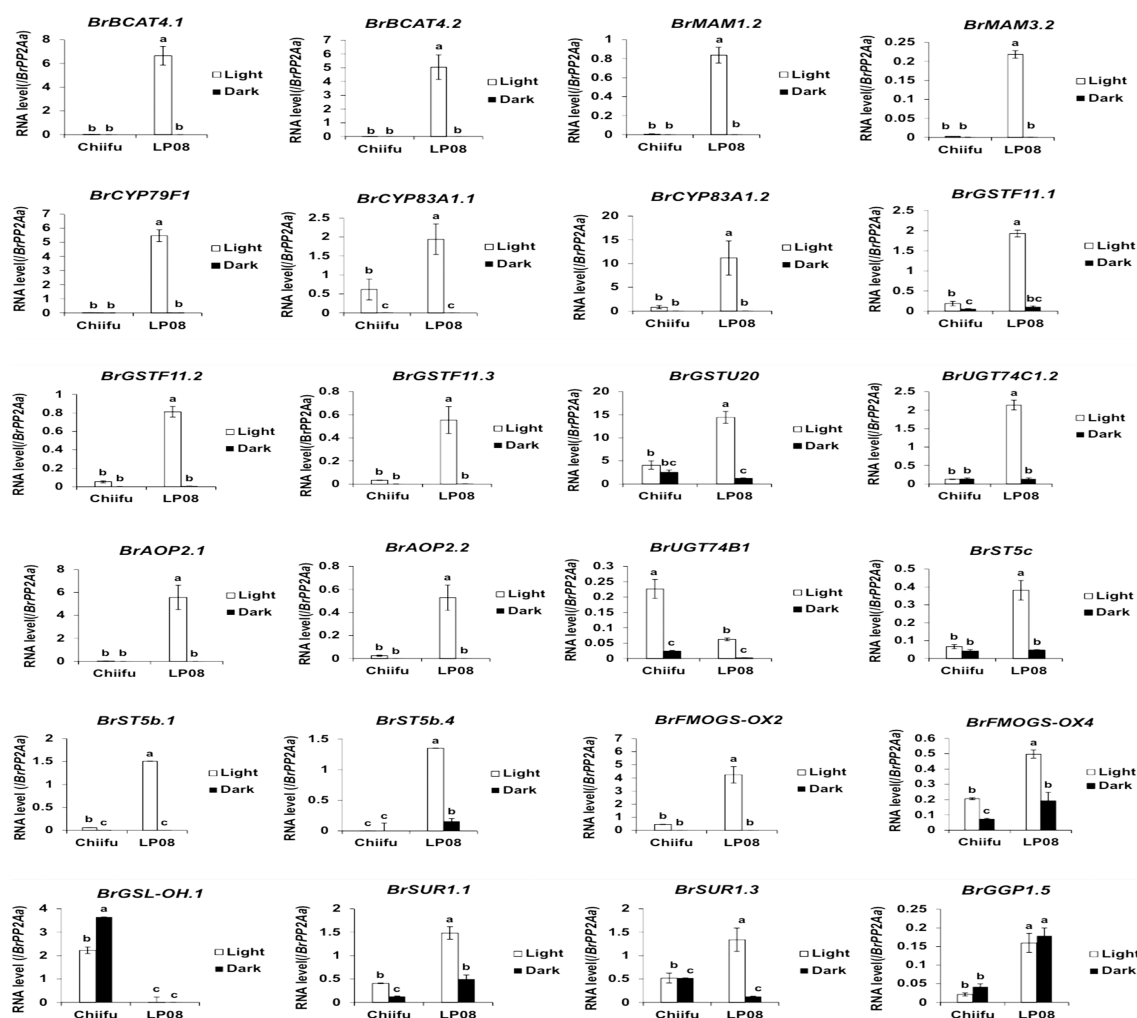 BrBCAT4.1
RNA level(/BrPP2Aa)
8
6
4
2
0
b b a b
Chiifu LP08
Light
Dark
BrBCAT4.2
7
6
5
4
3
2
1
0
b b a b
Chiifu LP08
Light
Dark
BrMAM1.2
1
0.8
0.6
0.4
0.2
0
b b a b
Chiifu LP08
Light
Dark
BrMAM3.2
RNA level(/BrPP2Aa)
0.25
0.2
0.15
0.1
0.05
0
b b a b
Chiifu LP08
Light
Dark
BrCYP79F1
RNA level(/BrPP2Aa)
7
6
5
4
3
2
1
0
b b a b
Chiifu LP08
Light
Dark
BrCYP83A1.1
2.5
2
1.5
1
0.5
0
b c a c
Chiifu LP08
Light
Dark
BrCYP83A1.2
20
15
10
5
0
b b a b
Chiifu LP08
Light
Dark
BrGSTF11.1
RNA level(/BrPP2Aa)
2.5
2
1.5
1
0.5
0
b c a bc
Chiifu LP08
Light
Dark
BrGSTF11.2
RNA level(/BrPP2Aa)
1
0.8
0.6
0.4
0.2
0
b b a b
Chiifu LP08
Light
Dark
BrGSTF11.3
RNA level(/BrPP2Aa)
0.8
0.6
0.4
0.2
0
b b a b
Chiifu LP08
Light
Dark
BrGSTU20
RNA level(/BrPP2Aa)
20
15
10
5
0
b bc a c
Chiifu LP08
Light
Dark
BrUGT74C1.2
RNA level(/BrPP2Aa)
2.5
2
1.5
1
0.5
0
b b a b
Chiifu LP08
Light
Dark
BrAOP2.1
RNA level(/BrPP2Aa)
8
6
4
2
0
b b a b
Chiifu LP08
Light
Dark
BrAOP2.2
RNA level(/BrPP2Aa)
0.8
0.6
0.4
0.2
0
b b a b
Chiifu LP08
Light
Dark
BrUGT74B1
RNA level(/BrPP2Aa)
0.3
0.25
0.2
0.15
0.1
0.05
0
a c b c
Chiifu LP08
Light
Dark
BrST5c
RNA level(/BrPP2Aa)
0.5
0.4
0.3
0.2
0.1
0
b b a b
Chiifu LP08
Light
Dark
BrST5b.1
RNA level (/BrPP2Aa)
2
1.5
1
0.5
0
b c a c
Chiifu LP08
Light
Dark
BrST5b.4
RNA level (/BrPP2Aa)
1.5
1
0.5
0
c c a b
Chiifu LP08
Light
Dark
BrFMOGS-OX2
RNA level (/BrPP2Aa)
7
6
5
4
3
2
1
0
b b a b
Chiifu LP08
Light
Dark
BrFMOGS-OX4
RNA level (/BrPP2Aa)
0.6
0.5
0.4
0.3
0.2
0.1
0
b c a b
Chiifu LP08
Light
Dark
BrGSL-OH.1
RNA level (/BrPP2Aa)
4
3
2
1
0
b a c c
Chiifu LP08
Light
Dark
BrSUR1.1
RNA level (/BrPP2Aa)
2
1.5
1
0.5
0
b c a b
Chiifu LP08
Light
Dark
BrSUR1.3
RNA level (/BrPP2Aa)
2
1.5
1
0.5
0
b b a c
Chiifu LP08
Light
Dark
BrGGP1.5
RNA level (/BrPP2Aa)
0.25
0.2
0.15
0.1
0.05
0
b b a a
Chiifu LP08
Light
Dark